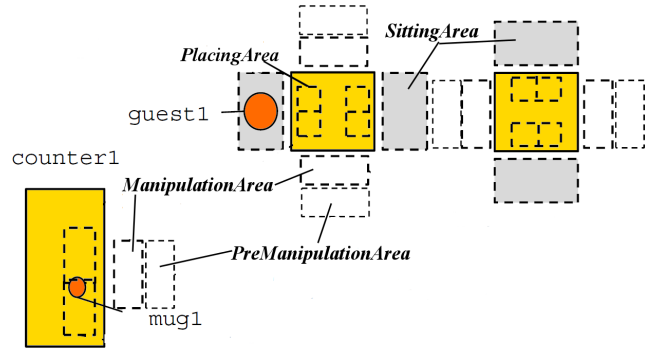 SittingArea
PlacingArea
guest1
counter1
ManipulationArea
PreManipulationArea
mug1